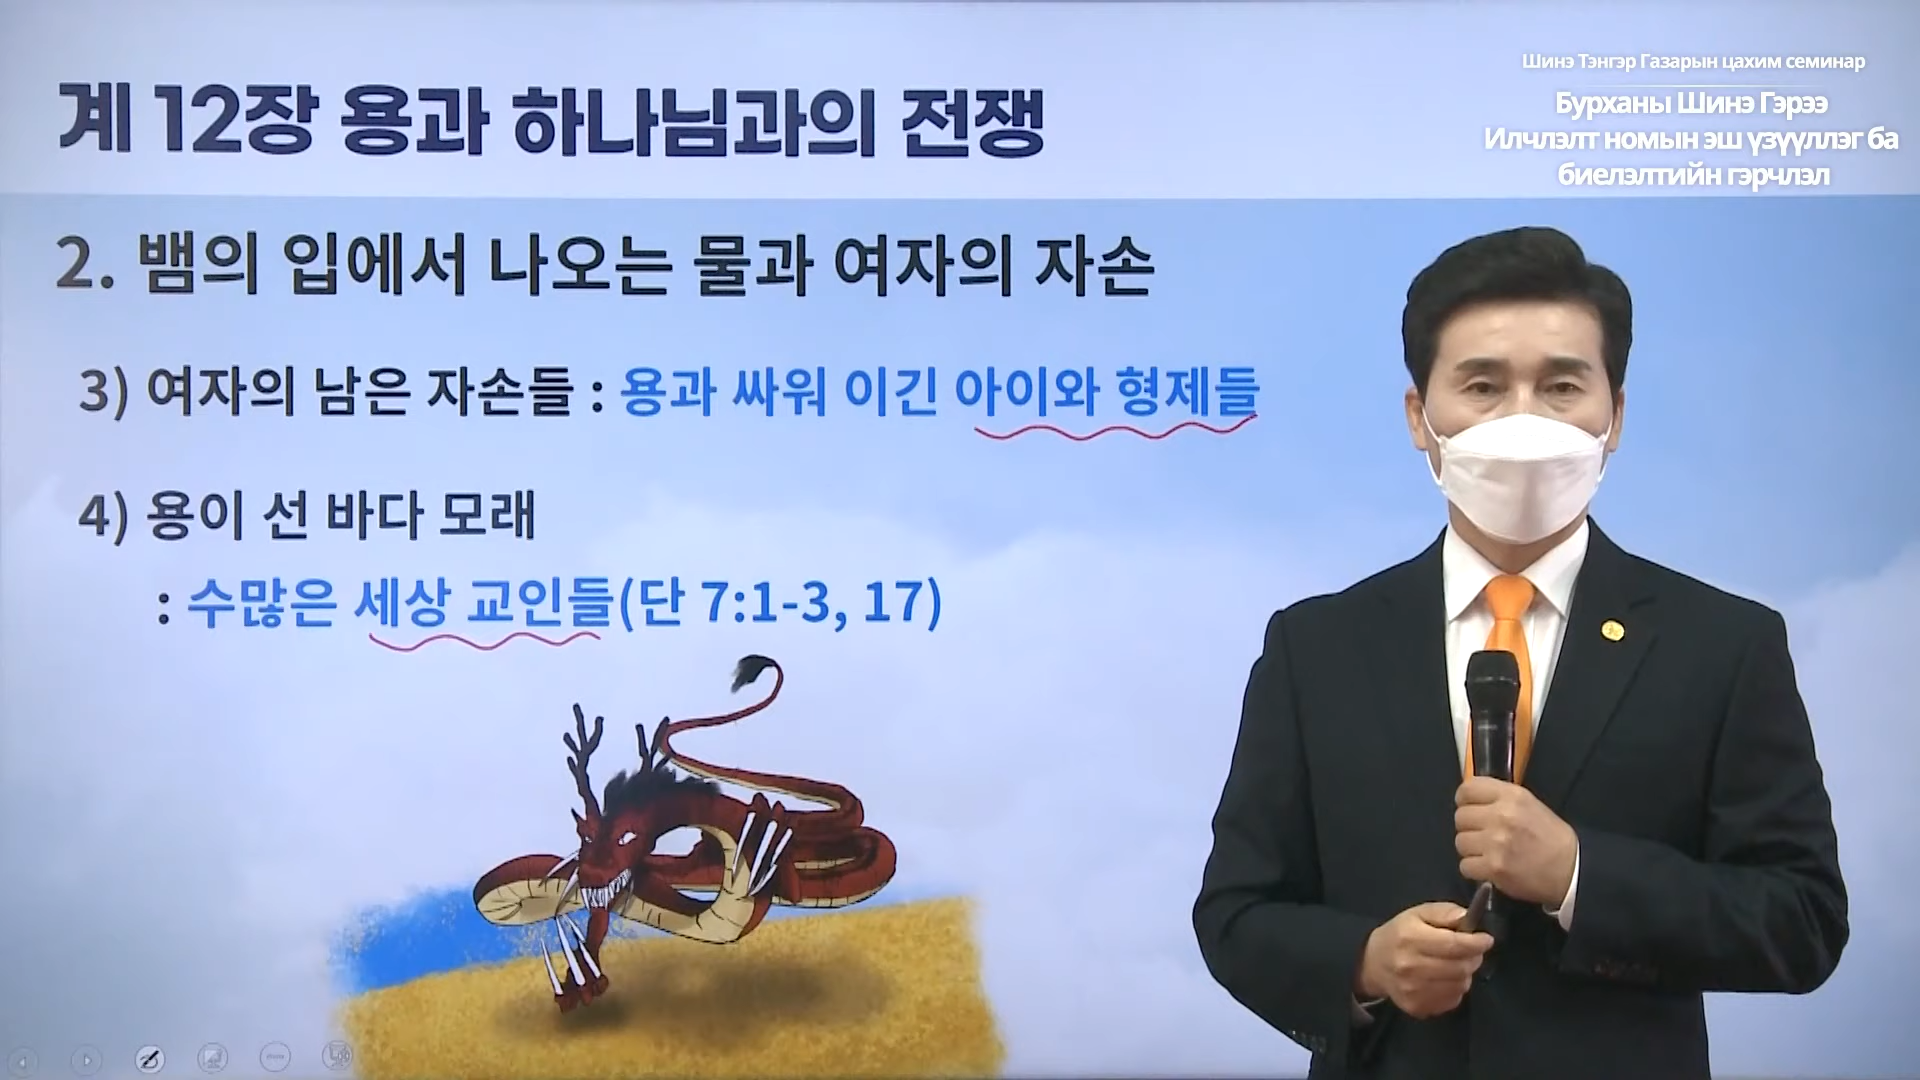 계 12장 용과 하나님과의 전쟁
Шинэ Тэнгэр Газарын цахим семинар
Бурханы Шинэ Гэрээ
Илчлэлт номын эш үзүүллэг ба
биелэлтийн гэрчлэл
2. 뱀의 입에서 나오는 물과 여자의 자손
3) 여자의 남은 자손들 : 용과 싸워 이긴 아이와 형제들
4) 용이 선 바다 모래
: 수많은 세상 교인들(단 7:1-3, 17)